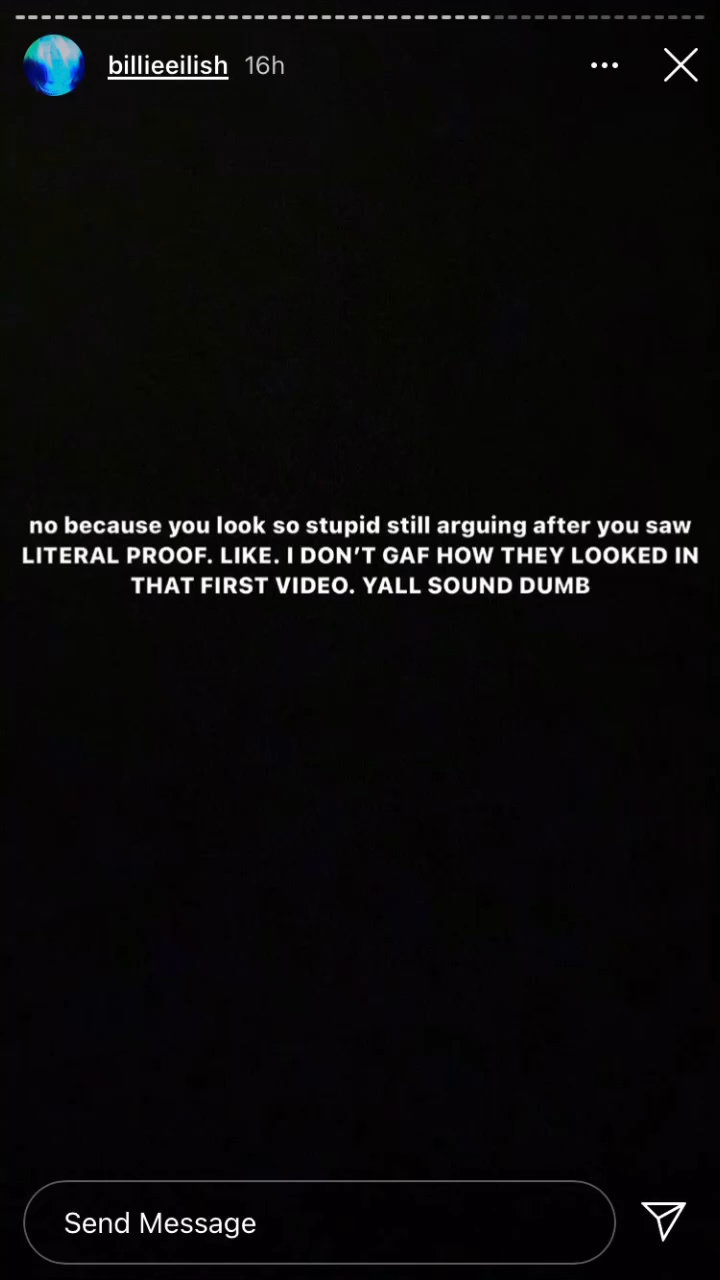 billieeilish 16h
no because you look so stupid still arguing after you saw
LITERAL PROOF. LIKE. I DON’T GAF HOW THEY LOOKED IN
THAT FIRST VIDEO. YALL SOUND DUMB
Send Message